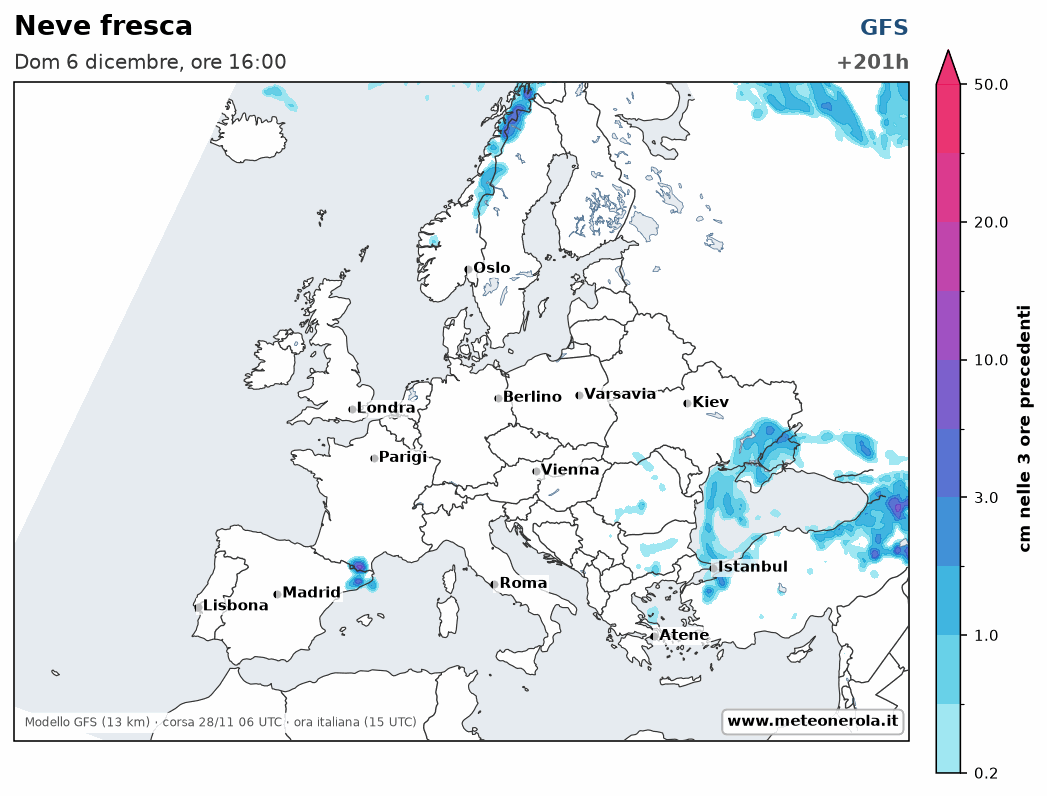 Neve fresca
GFS
Dom 6 dicembre, ore 16:00
+201h
50.0
20.0
10.0
3.0
1.0
0.2
cm nelle 3 ore precedenti
Oslo
Berlino
Varsavia
Kiev
Londra
Parigi
Vienna
Istanbul
Roma
Madrid
Lisbona
Atene
Modello GFS (13 km) · corsa 28/11 06 UTC · ora italiana (15 UTC)
www.meteonerola.it